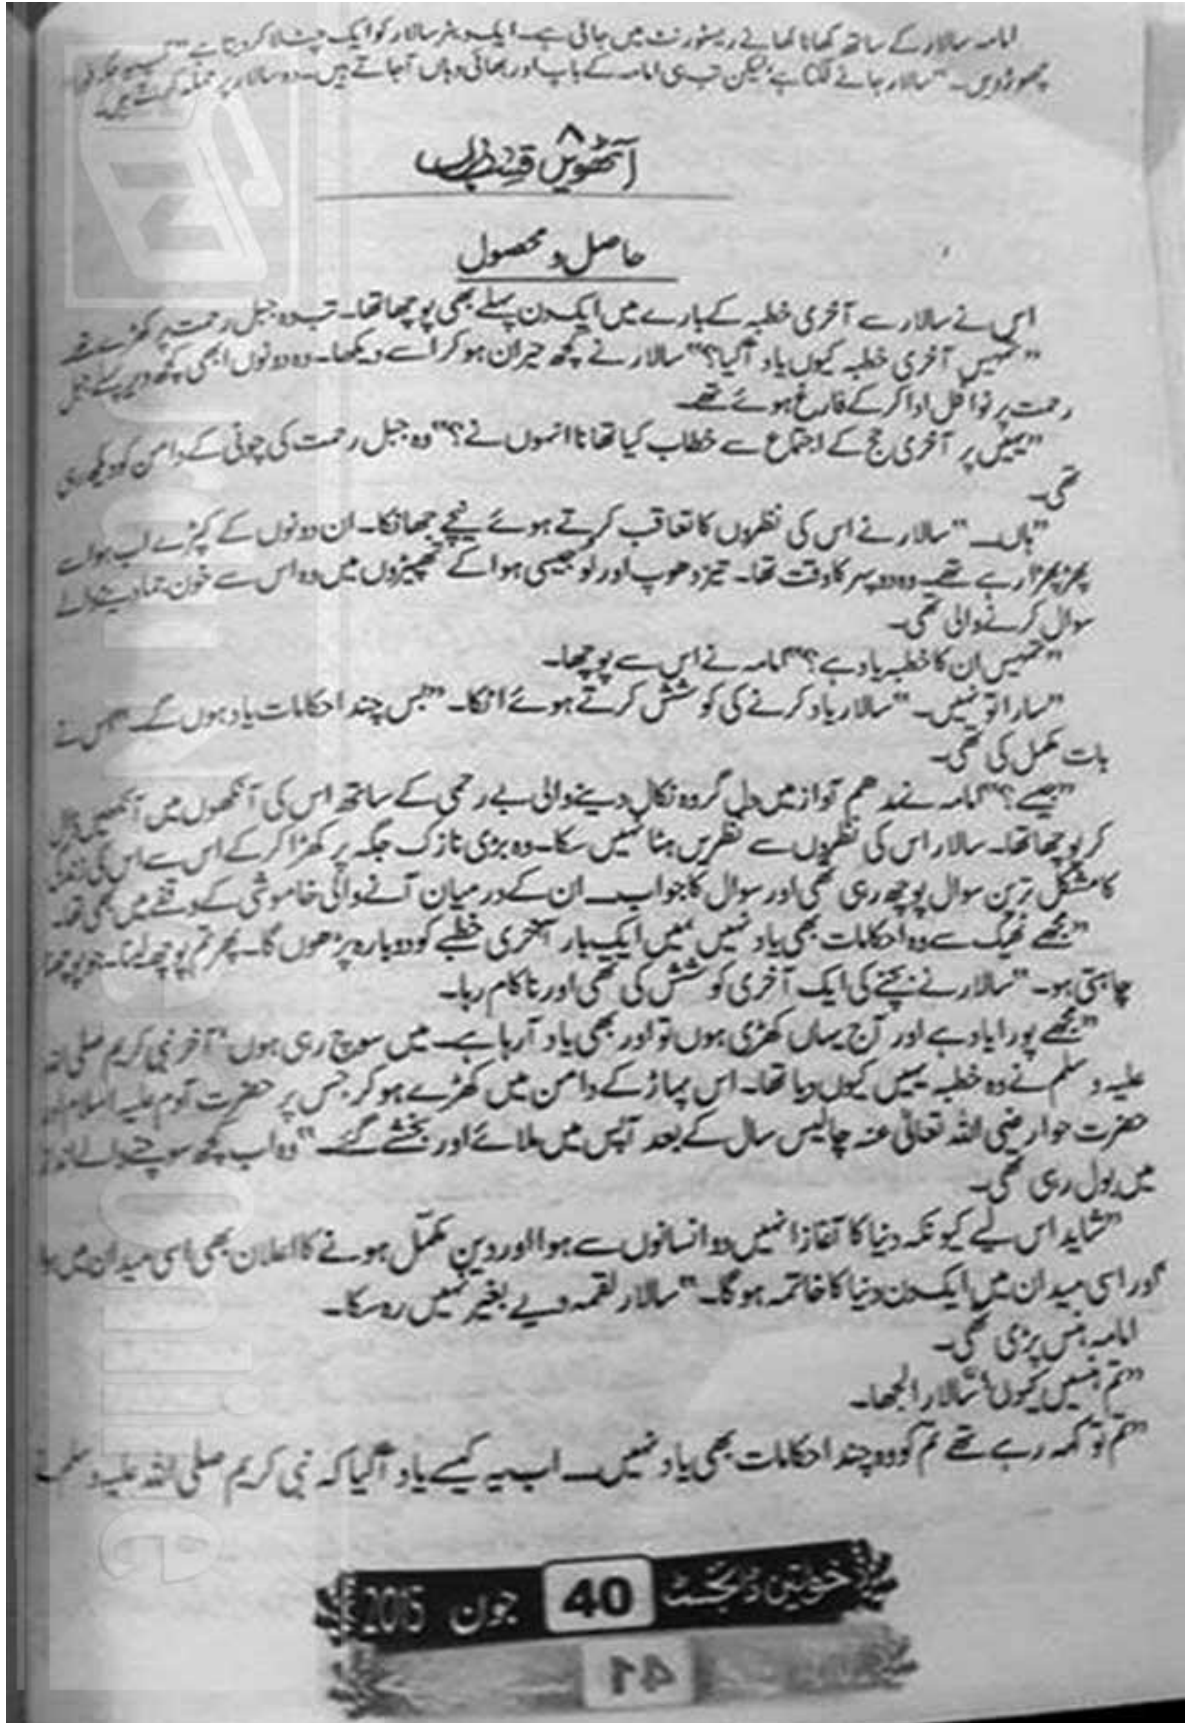 امامہ سالار کے ساتھ کھانا کھانے ریسٹورنٹ میں جاتی ہے۔ ایک ویٹر سالار کو ایک چٹ لا کر دیتا ہے "آپ یہ جگہ فوراً
چھوڑ دیں۔" سالار جانے لگتا ہے، لیکن تب ہی امامہ کے باپ اور بھائی وہاں آجاتے ہیں۔ وہ سالار پر حملہ کرتے ہیں۔
۸
آٹھویں قسط
حاصل و محصول
اس نے سالار سے آخری خطبہ کے بارے میں ایک دن پہلے بھی پوچھا تھا۔ تب وہ جبل رحمت پر کھڑے تھے۔
"تمہیں آخری خطبہ کیوں یاد آگیا؟" سالار نے کچھ حیران ہو کر اسے دیکھا۔ وہ دونوں ابھی کچھ دیر پہلے جبل
رحمت پر نوافل ادا کر کے فارغ ہوئے تھے۔
"یہیں پر آخری حج کے اجتماع سے خطاب کیا تھا نا انہوں نے؟" وہ جبل رحمت کی چوٹی کے دامن کو دیکھ رہی
تھی۔
"ہاں۔" سالار نے اس کی نظروں کا تعاقب کرتے ہوئے نیچے جھانکا۔ ان دونوں کے کپڑے اب ہوا سے
پھڑپھڑا رہے تھے۔ وہ دوپہر کا وقت تھا۔ تیز دھوپ اور لو جیسی ہوا کے تھپیڑوں میں وہ اس سے خون جما دینے والے
سوال کرنے والی تھی۔
"تمہیں ان کا خطبہ یاد ہے؟" امامہ نے اس سے پوچھا۔
"سارا تو نہیں۔" سالار یاد کرنے کی کوشش کرتے ہوئے اٹکا۔ "بس چند احکامات یاد ہوں گے۔" اس نے
بات مکمل کی تھی۔
"جیسے؟" امامہ نے مدھم آواز میں دل گردہ نکال دینے والی بے رحمی کے ساتھ اس کی آنکھوں میں آنکھیں ڈال
کر پوچھا تھا۔ سالار اس کی نظروں سے نظریں ہٹا نہیں سکا۔ وہ بڑی نازک جگہ پر کھڑا کر کے اس سے اس کی زندگی
کا مشکل ترین سوال پوچھ رہی تھی اور سوال کا جواب۔ ان کے درمیان آنے والی خاموشی کے وقفے میں بھی تھا۔
"مجھے ٹھیک سے وہ احکامات بھی یاد نہیں، میں ایک بار آخری خطبے کو دوبارہ پڑھوں گا۔ پھر تم پوچھ لینا۔ جو پوچھنا
چاہتی ہو۔" سالار نے بچنے کی ایک آخری کوشش کی تھی اور ناکام رہا۔
"مجھے پورا یاد ہے اور آج یہاں کھڑی ہوں تو اور بھی یاد آرہا ہے۔ میں سوچ رہی ہوں، آخر نبی کریم صلی اللہ
علیہ وسلم نے وہ خطبہ یہیں کیوں دیا تھا۔ اس پہاڑ کے دامن میں کھڑے ہو کر جس پر حضرت آدم علیہ السلام اور
حضرت حوا رضی اللہ تعالیٰ عنہ چالیس سال کے بعد آپس میں ملائے اور بخشے گئے۔" وہ اب کچھ سوچنے والے انداز
میں بول رہی تھی۔
"شاید اس لیے کیونکہ دنیا کا آغاز انہیں دو انسانوں سے ہوا اور دین مکمل ہونے کا اعلان بھی اسی میدان میں ہوا
اور اسی میدان میں ایک دن دنیا کا خاتمہ ہوگا۔" سالار لقمہ دیے بغیر نہیں رہ سکا۔
امامہ ہنس پڑی تھی۔
"تم ہنسیں کیوں؟" سالار الجھا۔
"تم تو کہہ رہے تھے تم کو وہ چند احکامات بھی یاد نہیں۔ اب یہ کیسے یاد آگیا کہ نبی کریم صلی اللہ علیہ وسلم
خواتین ڈائجسٹ 40 جون 2015
41